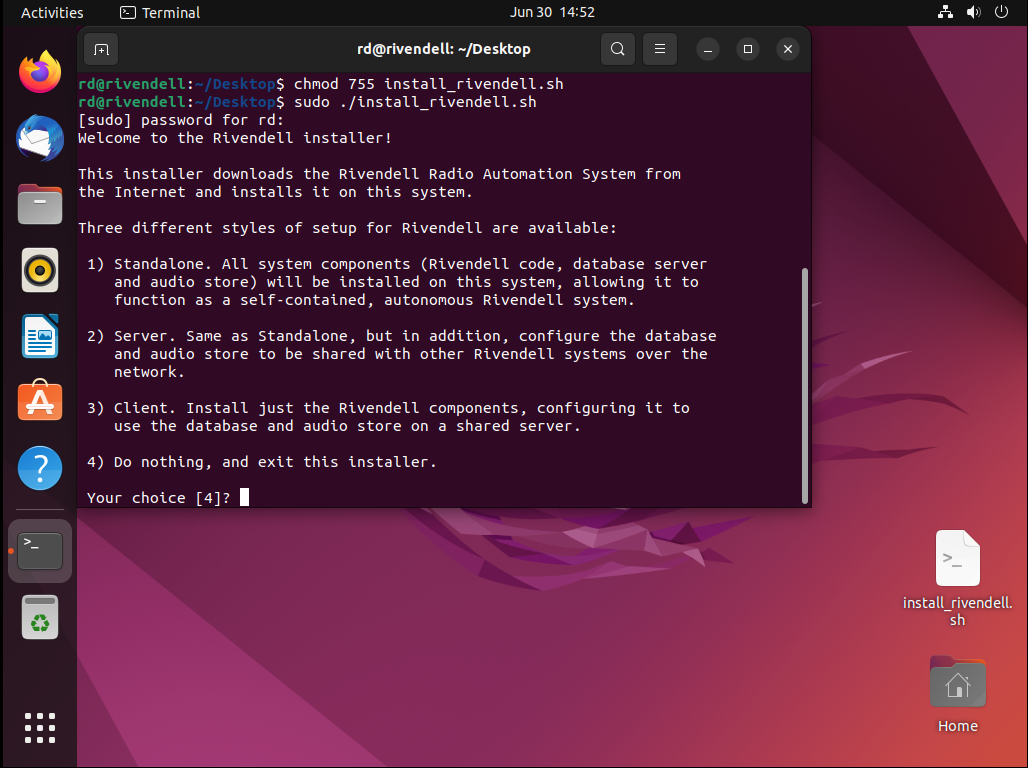 Activities
Terminal
Jun 30 14:52
rd@rivendell: ~/Desktop
rd@rivendell:~/Desktop$ chmod 755 install_rivendell.sh
rd@rivendell:~/Desktop$ sudo ./install_rivendell.sh
[sudo] password for rd:
Welcome to the Rivendell installer!
This installer downloads the Rivendell Radio Automation System from
the Internet and installs it on this system.
Three different styles of setup for Rivendell are available:
1) Standalone. All system components (Rivendell code, database server
and audio store) will be installed on this system, allowing it to
function as a self-contained, autonomous Rivendell system.
2) Server. Same as Standalone, but in addition, configure the database
and audio store to be shared with other Rivendell systems over the
network.
3) Client. Install just the Rivendell components, configuring it to
use the database and audio store on a shared server.
4) Do nothing, and exit this installer.
Your choice [4]?
install_rivendell.
sh
Home